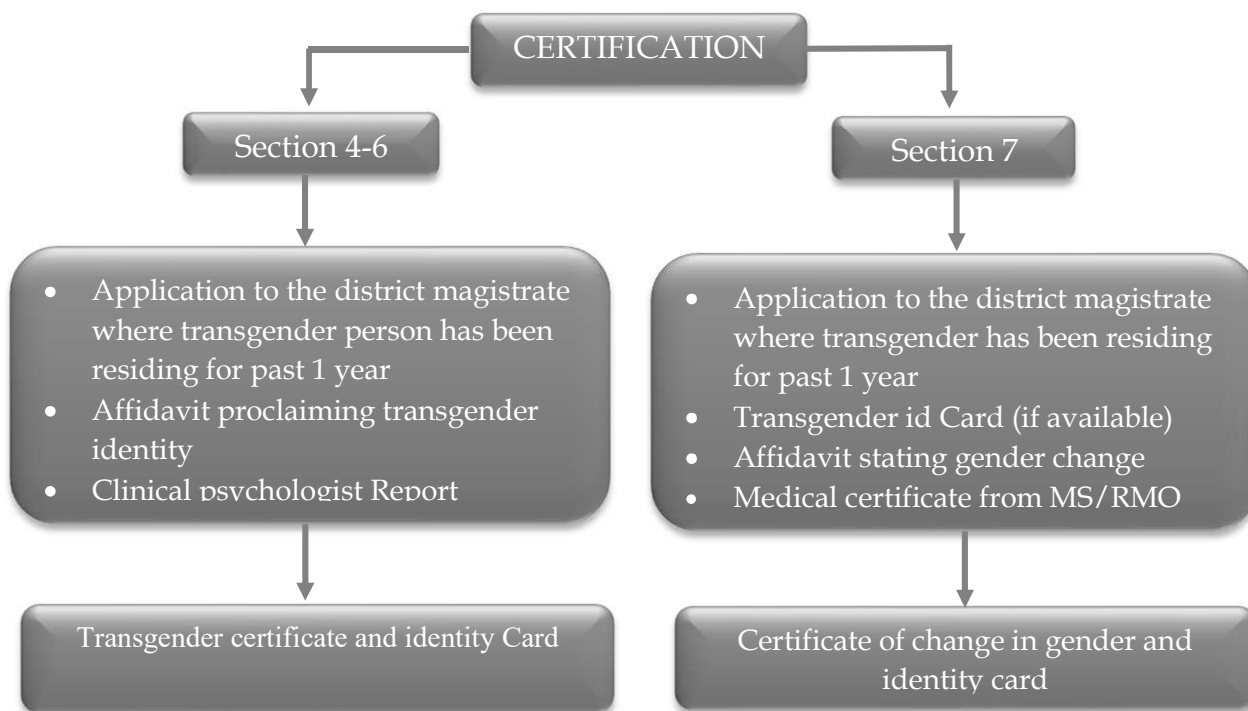 CERTIFICATION
Section 4-6
Section 7
• Application to the district magistrate
where transgender person has been
residing for past 1 year
• Affidavit proclaiming transgender
identity
• Clinical psychologist Report
• Application to the district magistrate
where transgender has been residing
for past 1 year
• Transgender id Card (if available)
• Affidavit stating gender change
• Medical certificate from MS/RMO
Transgender certificate and identity Card
Certificate of change in gender and
identity card